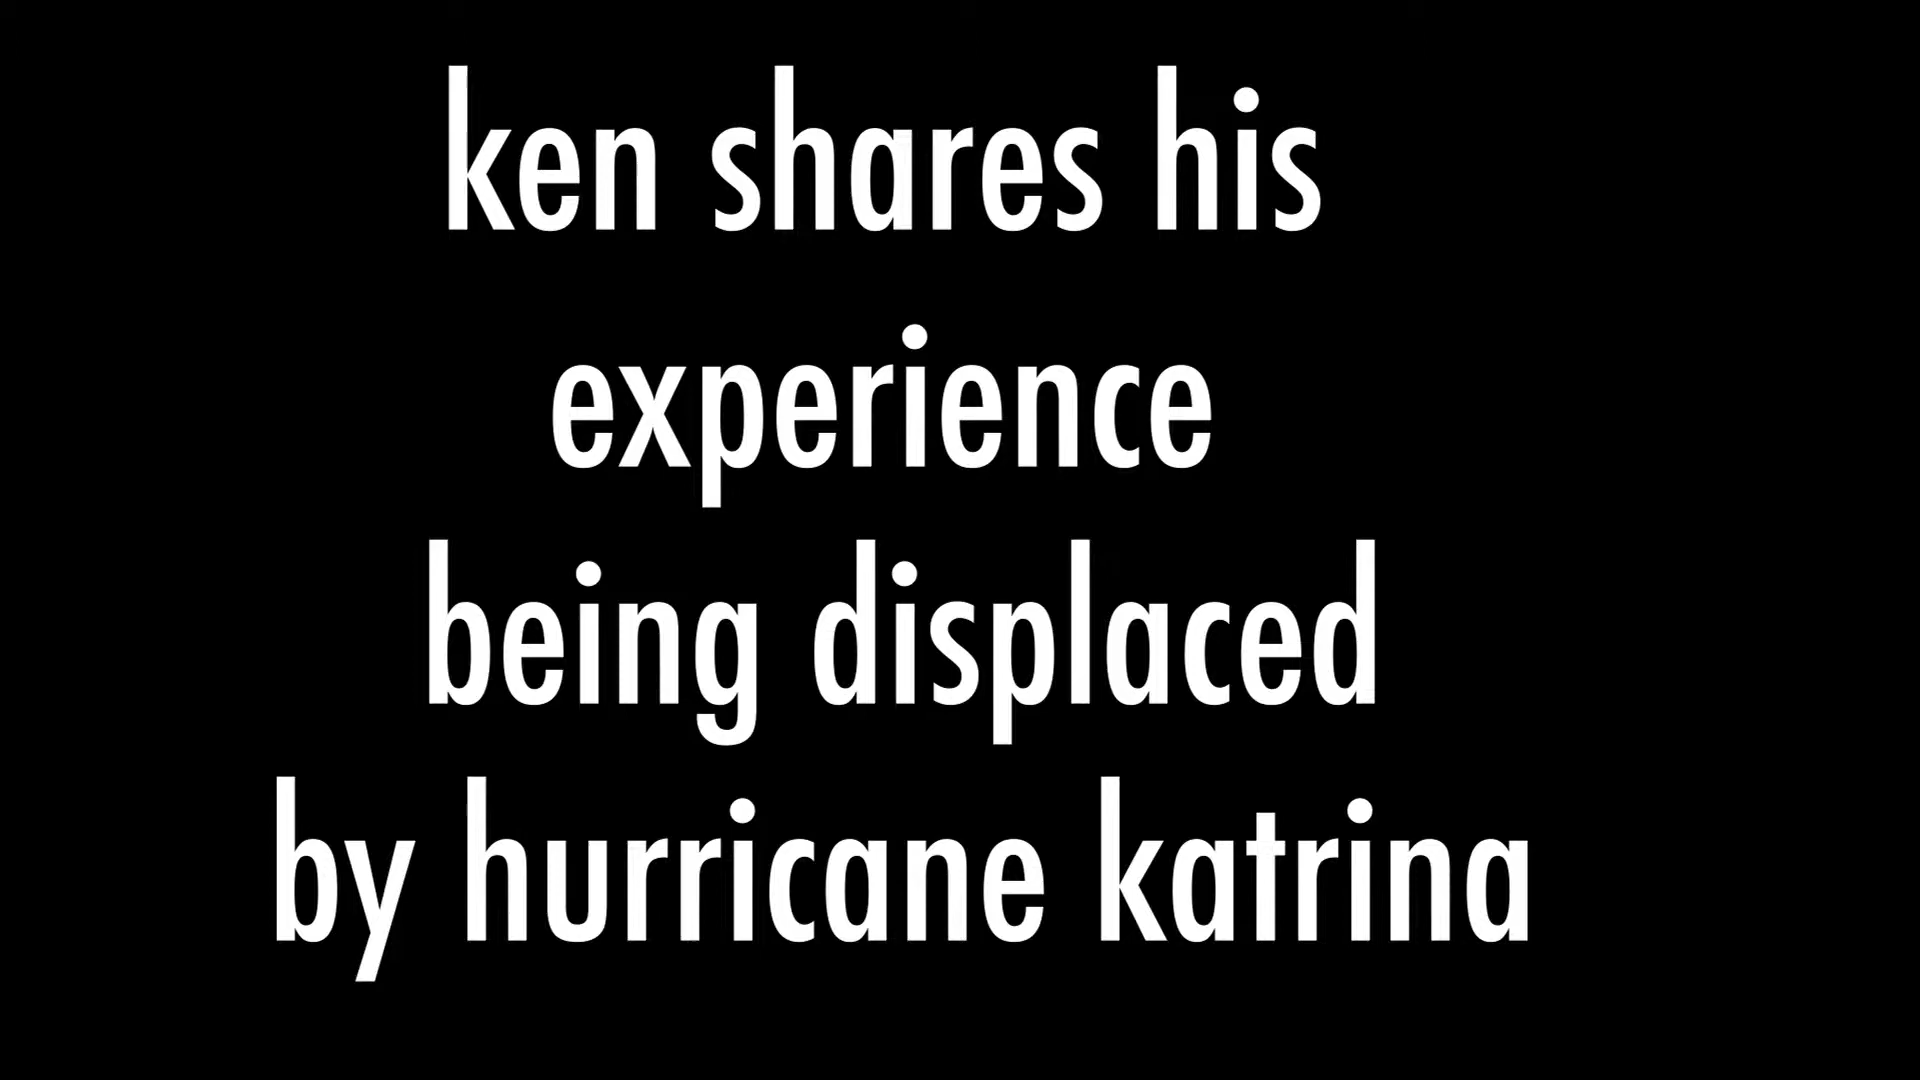 ken shares his
experience
being displaced
by hurricane katrina